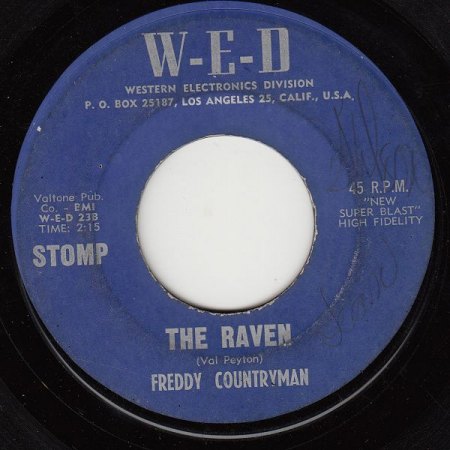 W-E-D
WESTERN ELECTRONICS DIVISION
P. O. BOX 25187, LOS ANGELES 25, CALIF., U.S.A.
Valtone Pub.
Co. - BMI
W-E-D 23B
TIME: 2:15
STOMP
45 R.P.M.
"NEW
SUPER BLAST"
HIGH FIDELITY
THE RAVEN
(Val Peyton)
FREDDY COUNTRYMAN